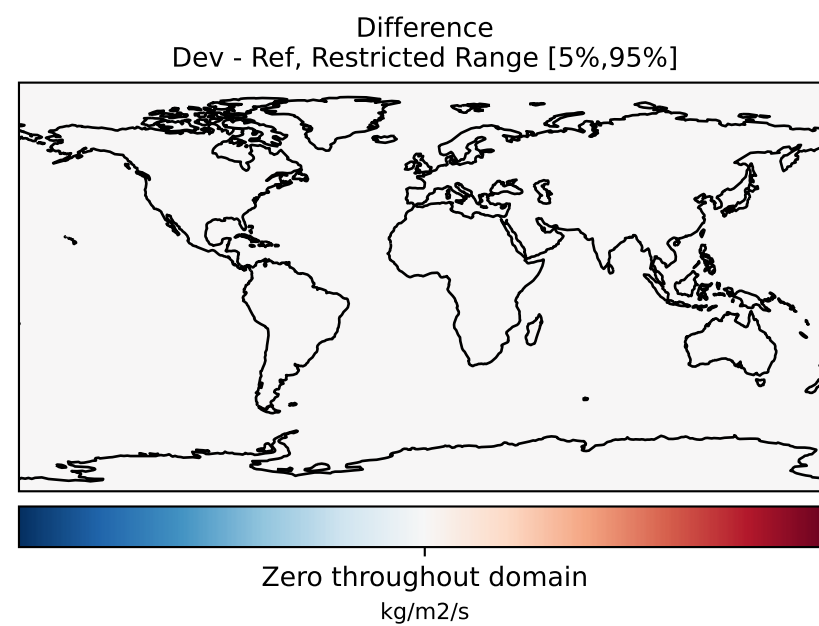 Difference
Dev - Ref, Restricted Range [5%,95%]
Zero throughout domain
kg/m2/s